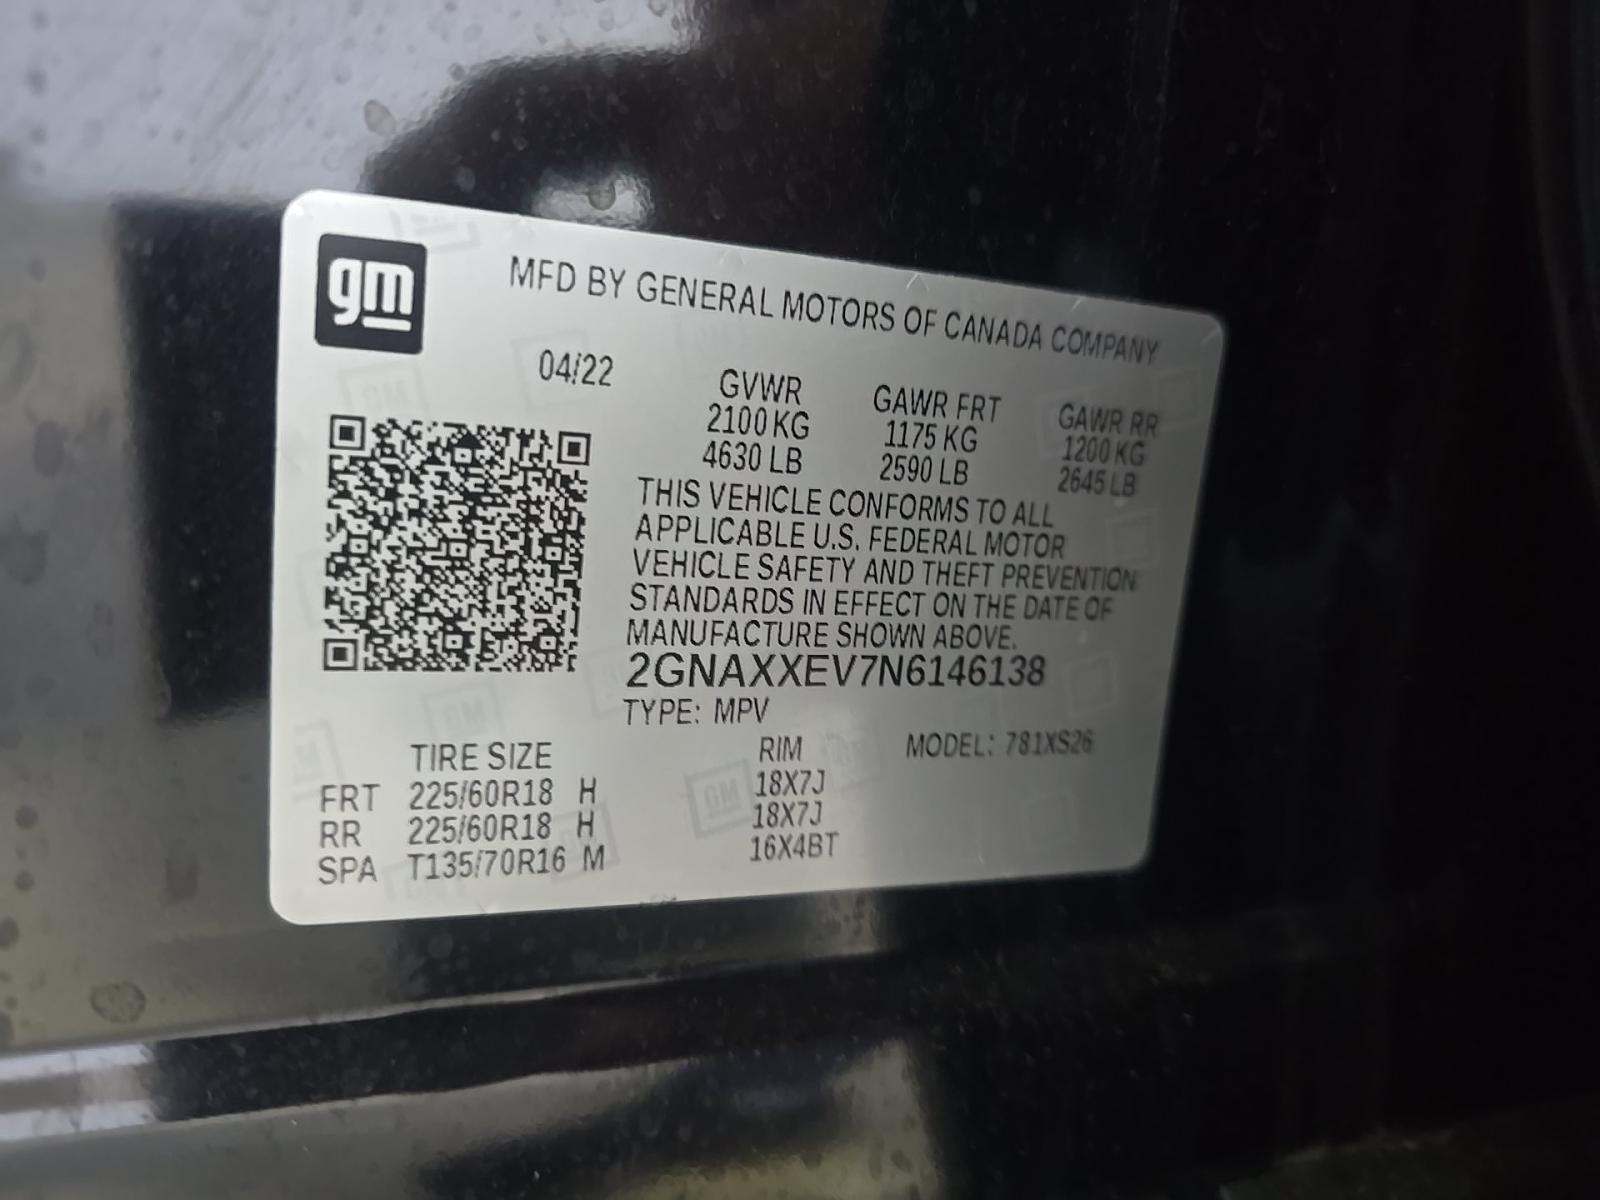 gm
MFD BY GENERAL MOTORS OF CANADA COMPANY
04/22
GVWR GAWR FRT GAWR RR
2100 KG 1175 KG 1200 KG
4630 LB 2590 LB 2645 LB
THIS VEHICLE CONFORMS TO ALL
APPLICABLE U.S. FEDERAL MOTOR
VEHICLE SAFETY AND THEFT PREVENTION
STANDARDS IN EFFECT ON THE DATE OF
MANUFACTURE SHOWN ABOVE.
2GNAXXEV7N6146138
TYPE: MPV
TIRE SIZE RIM MODEL: 781XS26
FRT 225/60R18 H 18X7J
RR 225/60R18 H 18X7J
SPA T135/70R16 M 16X4BT